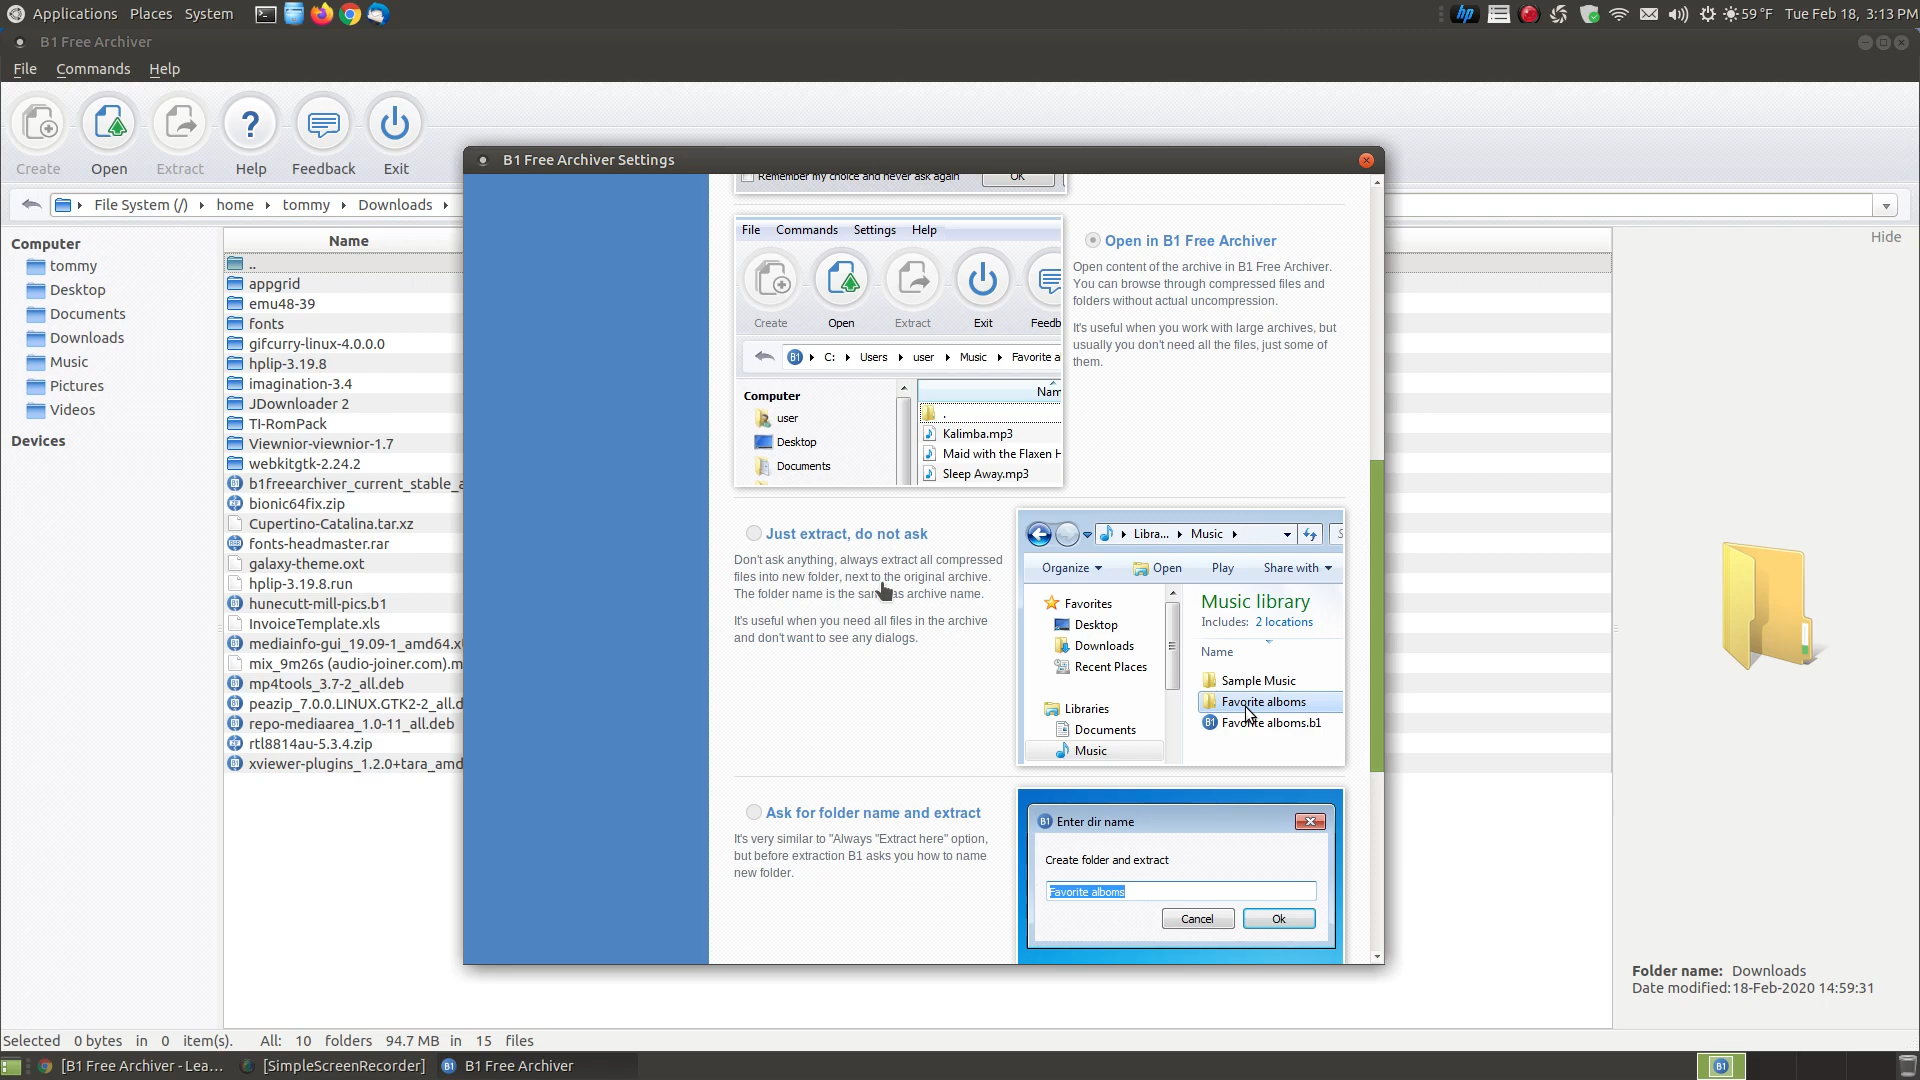 Applications Places System
hp 59 °F Tue Feb 18, 3:13 PM
B1 Free Archiver
File Commands Help
Create Open Extract Help Feedback Exit
File System (/) home tommy Downloads
Computer
tommy
Desktop
Documents
Downloads
Music
Pictures
Videos
Devices
Name
..
appgrid
emu48-39
fonts
gifcurry-linux-4.0.0.0
hplip-3.19.8
imagination-3.4
JDownloader 2
TI-RomPack
Viewnior-viewnior-1.7
webkitgtk-2.24.2
b1freearchiver_current_stable_a
bionic64fix.zip
Cupertino-Catalina.tar.xz
fonts-headmaster.rar
galaxy-theme.oxt
hplip-3.19.8.run
hunecutt-mill-pics.b1
InvoiceTemplate.xls
mediainfo-gui_19.09-1_amd64.x
mix_9m26s (audio-joiner.com).m
mp4tools_3.7-2_all.deb
peazip_7.0.0.LINUX.GTK2-2_all.d
repo-mediaarea_1.0-11_all.deb
rtl8814au-5.3.4.zip
xviewer-plugins_1.2.0+tara_amd
B1 Free Archiver Settings
Remember my choice and never ask again OK
File Commands Settings Help
Create Open Extract Exit Feedb
B1 C: Users user Music Favorite a
Computer
user
Desktop
Documents
Nam
.
Kalimba.mp3
Maid with the Flaxen H
Sleep Away.mp3
Open in B1 Free Archiver
Open content of the archive in B1 Free Archiver.
You can browse through compressed files and
folders without actual uncompression.
It's useful when you work with large archives, but
usually you don't need all the files, just some of
them.
Just extract, do not ask
Don't ask anything, always extract all compressed
files into new folder, next to the original archive.
The folder name is the same as archive name.
It's useful when you need all files in the archive
and don't want to see any dialogs.
Libra... Music
Organize Open Play Share with
Favorites
Desktop
Downloads
Recent Places
Libraries
Documents
Music
Music library
Includes: 2 locations
Name
Sample Music
Favorite alboms
B1 Favorite alboms.b1
Ask for folder name and extract
It's very similar to "Always "Extract here" option,
but before extraction B1 asks you how to name
new folder.
B1 Enter dir name
Create folder and extract
Favorite alboms
Cancel Ok
Hide
Folder name: Downloads
Date modified: 18-Feb-2020 14:59:31
Selected 0 bytes in 0 item(s). All: 10 folders 94.7 MB in 15 files
[B1 Free Archiver - Lea... [SimpleScreenRecorder] B1 B1 Free Archiver B1